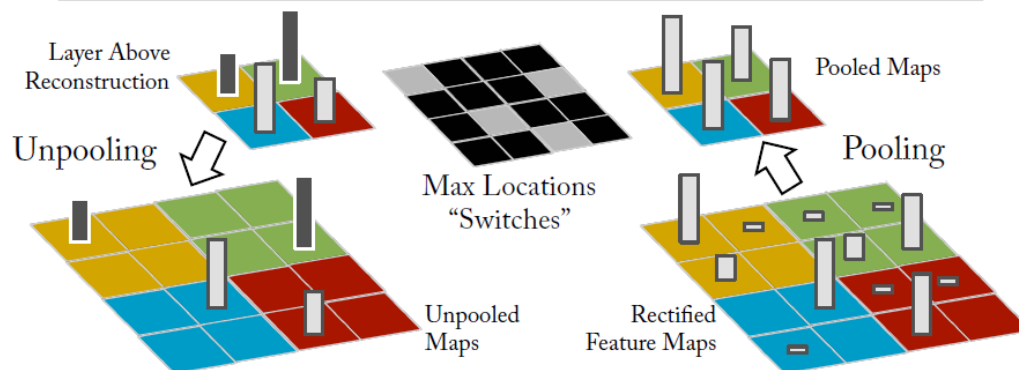 Layer Above
Reconstruction
Pooled Maps
Unpooling
Pooling
Max Locations
“Switches”
Unpooled
Maps
Rectified
Feature Maps